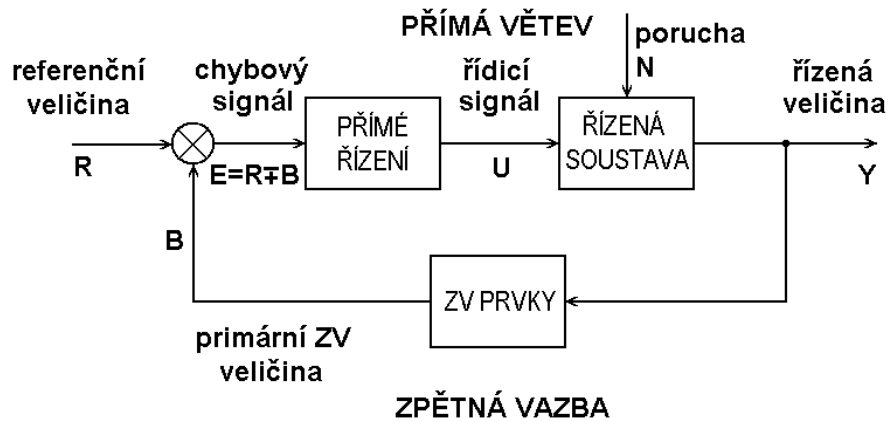 PŘÍMÁ VĚTEV
porucha
N
referenční
veličina
chybový
signál
řídicí
signál
řízená
veličina
PŘÍMÉ
ŘÍZENÍ
ŘÍZENÁ
SOUSTAVA
R
E=R∓B
U
Y
B
ZV PRVKY
primární ZV
veličina
ZPĚTNÁ VAZBA